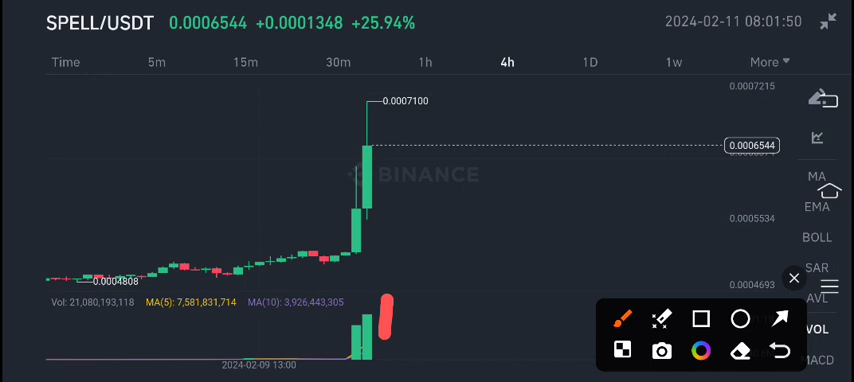 SPELL/USDT 0.0006544 +0.0001348 +25.94% 2024-02-11 08:01:50
Time 5m 15m 30m 1h 4h 1D 1w More
0.0007215
0.0007100
0.0006544
BINANCE
MA
EMA
0.0005534
BOLL
SAR
0.0004808
0.0004693
AVL
Vol: 21,080,193,118 MA(5): 7,581,831,714 MA(10): 3,926,443,305
VOL
MACD
2024-02-09 13:00